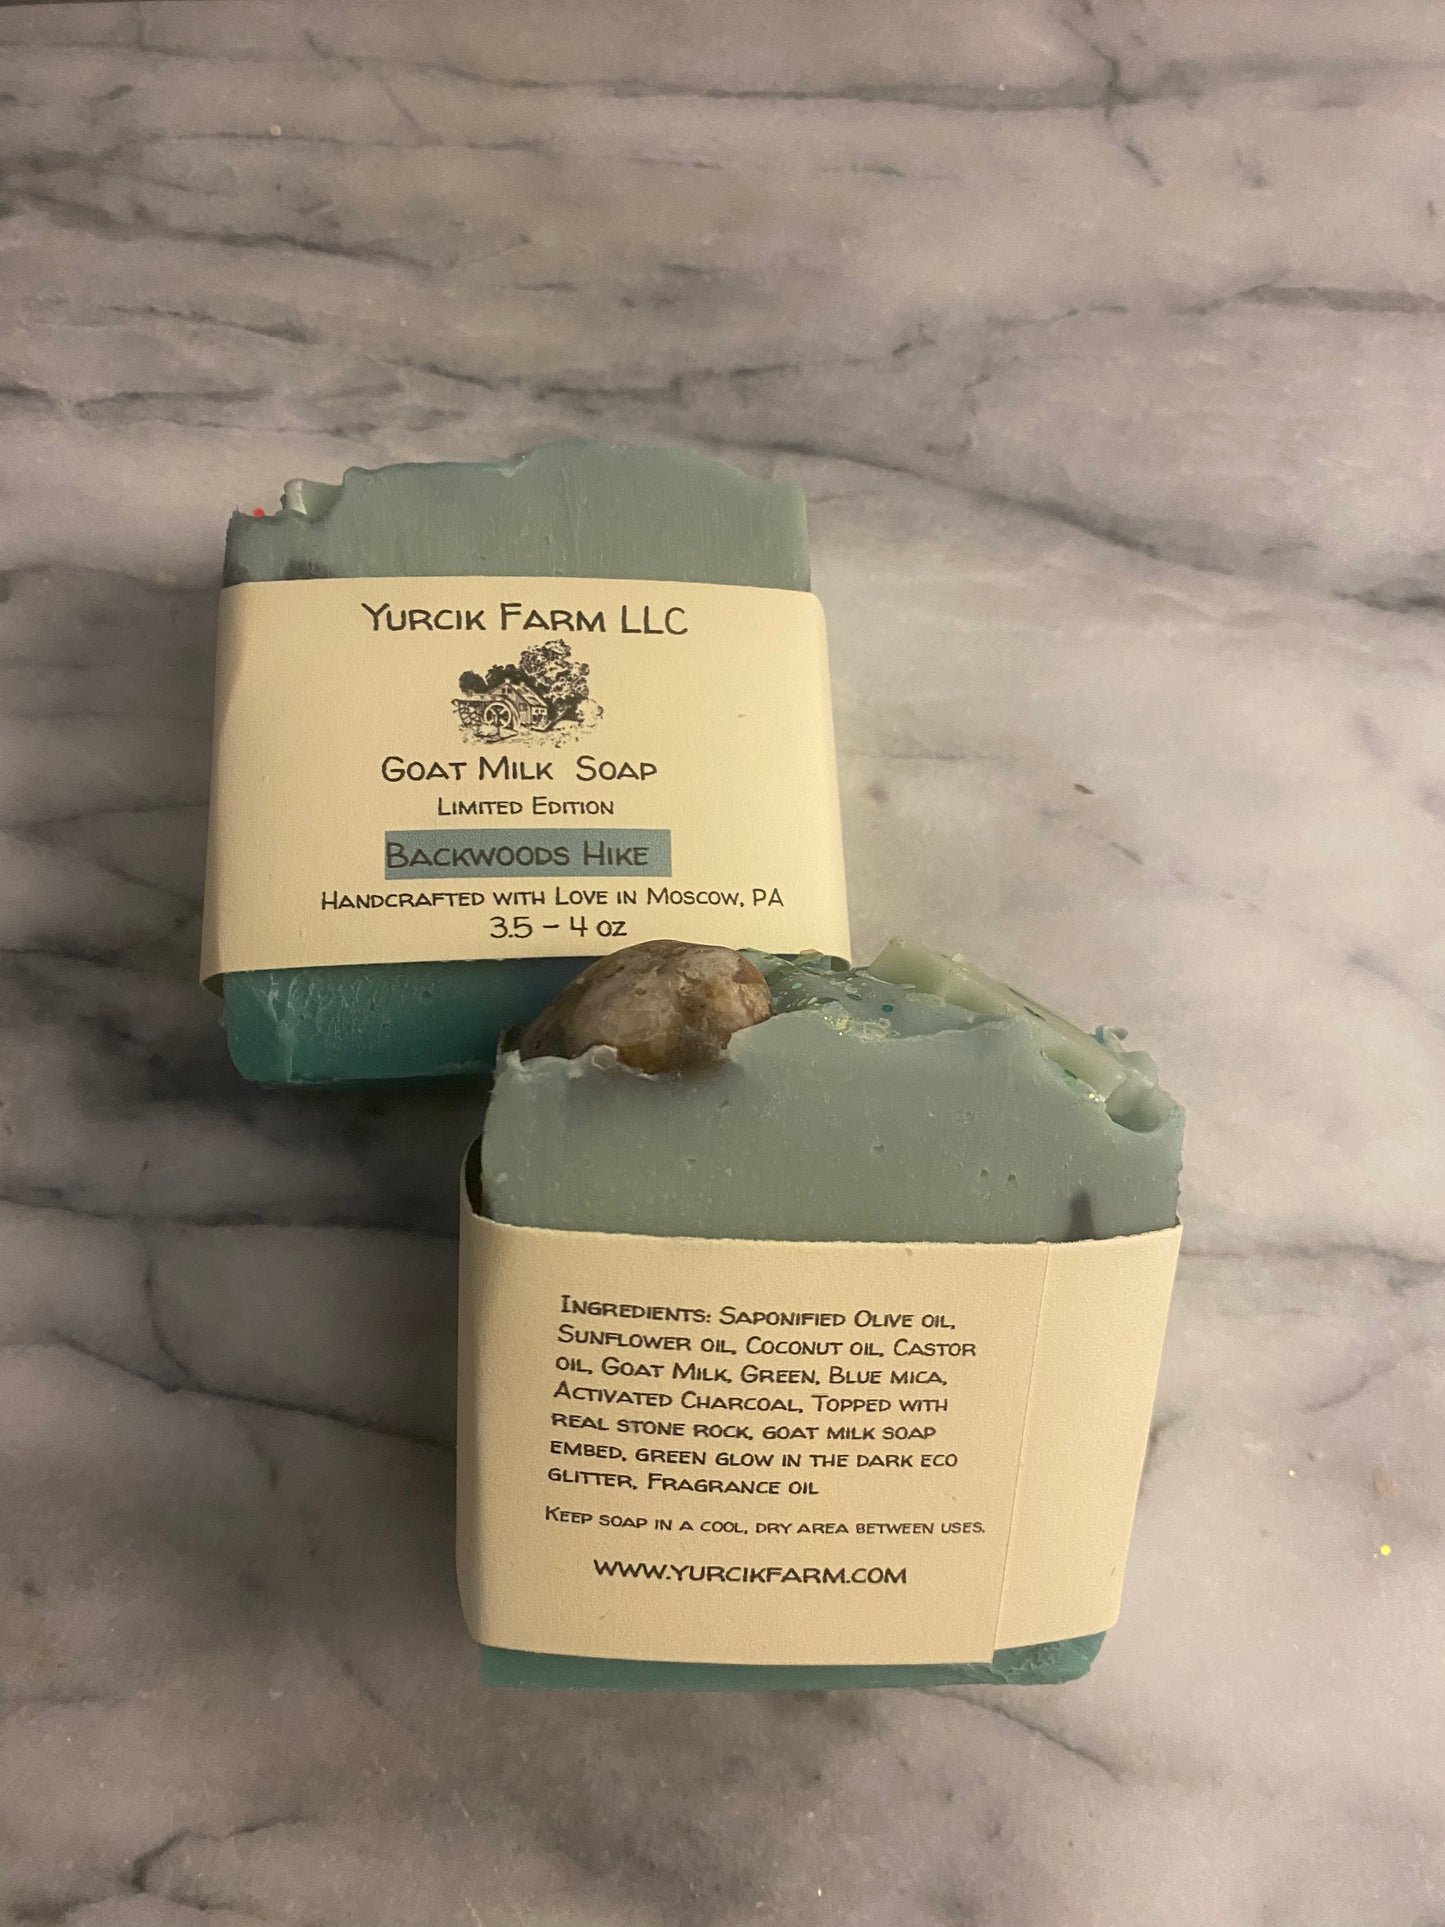 Yurcik Farm LLC
Goat Milk Soap
Limited Edition
Backwoods Hike
Handcrafted with Love in Moscow, PA
3.5 - 4 oz
Ingredients: Saponified Olive oil,
Sunflower oil, Coconut oil, Castor
oil, Goat Milk, Green, Blue mica,
Activated Charcoal, Topped with
real stone rock, goat milk soap
embed, green glow in the dark eco
glitter, Fragrance oil
Keep soap in a cool, dry area between uses.
www.yurcikfarm.com